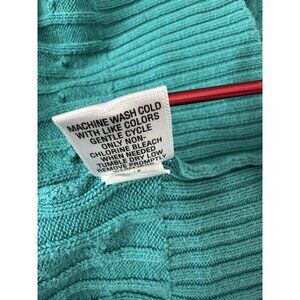 MACHINE WASH COLD
WITH LIKE COLORS
GENTLE CYCLE
ONLY NON-
CHLORINE BLEACH
WHEN NEEDED
TUMBLE DRY LOW
REMOVE PROMPTLY